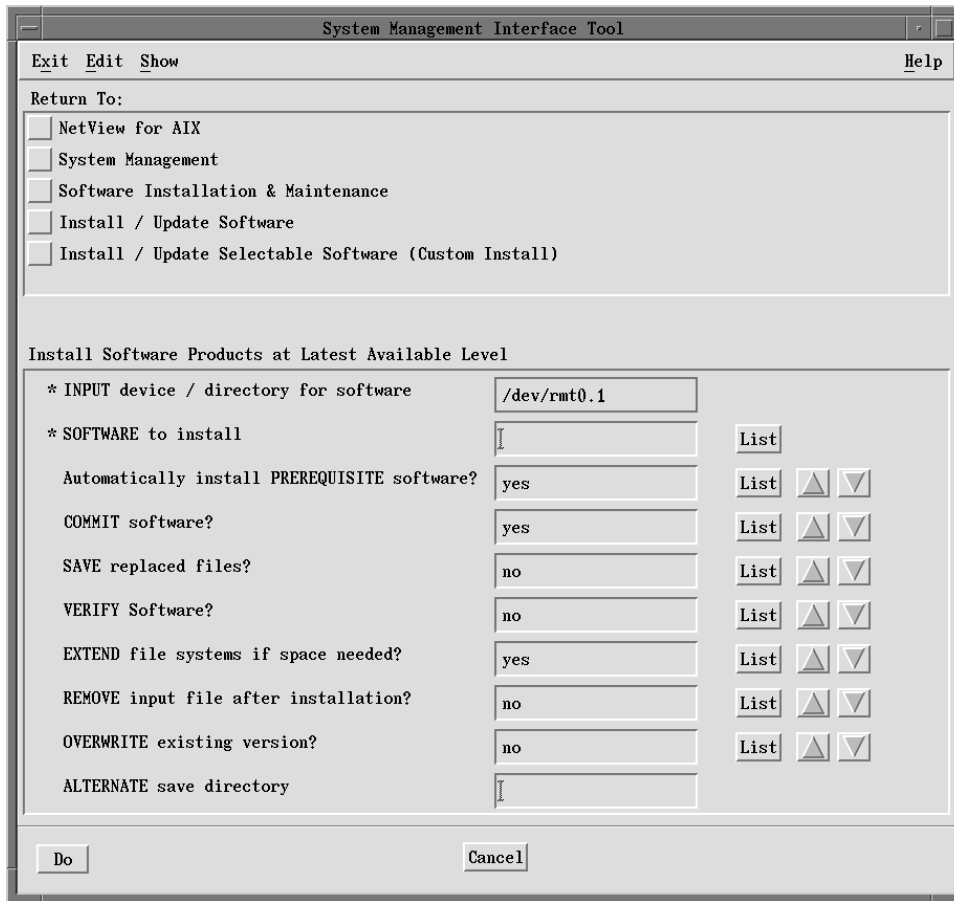 System Management Interface Tool
Exit Edit Show Help
Return To:
NetView for AIX
System Management
Software Installation & Maintenance
Install / Update Software
Install / Update Selectable Software (Custom Install)
Install Software Products at Latest Available Level
* INPUT device / directory for software /dev/rmt0.1
* SOFTWARE to install List
Automatically install PREREQUISITE software? yes List
COMMIT software? yes List
SAVE replaced files? no List
VERIFY Software? no List
EXTEND file systems if space needed? yes List
REMOVE input file after installation? no List
OVERWRITE existing version? no List
ALTERNATE save directory
Do Cancel